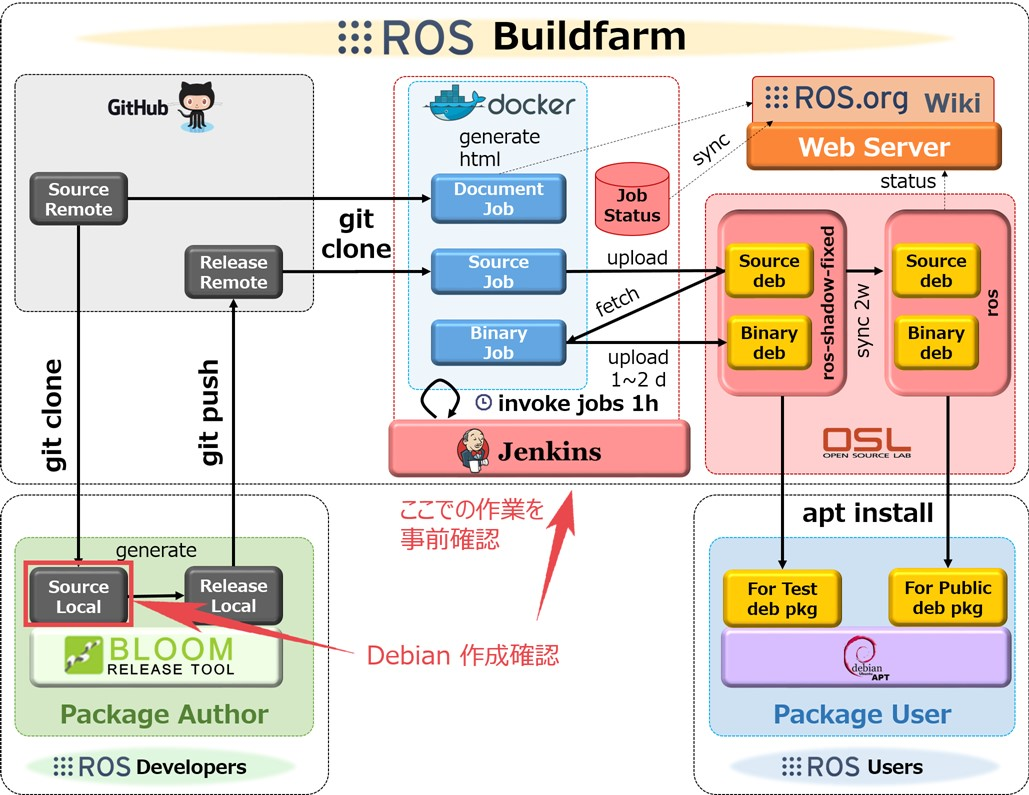 ROS Buildfarm
GitHub
Source
Remote
Release
Remote
git
clone
git clone
git push
docker
generate
html
Document
Job
Source
Job
Binary
Job
Job
Status
sync
ROS.org Wiki
Web Server
status
upload
fetch
upload
1~2 d
Source
deb
Binary
deb
ros-shadow-fixed
sync 2w
Source
deb
Binary
deb
ros
invoke jobs 1h
Jenkins
OSL
OPEN SOURCE LAB
ここでの作業を
事前確認
Debian 作成確認
generate
Source
Local
Release
Local
BLOOM
RELEASE TOOL
Package Author
ROS Developers
apt install
For Test
deb pkg
For Public
deb pkg
debian
APT
Package User
ROS Users